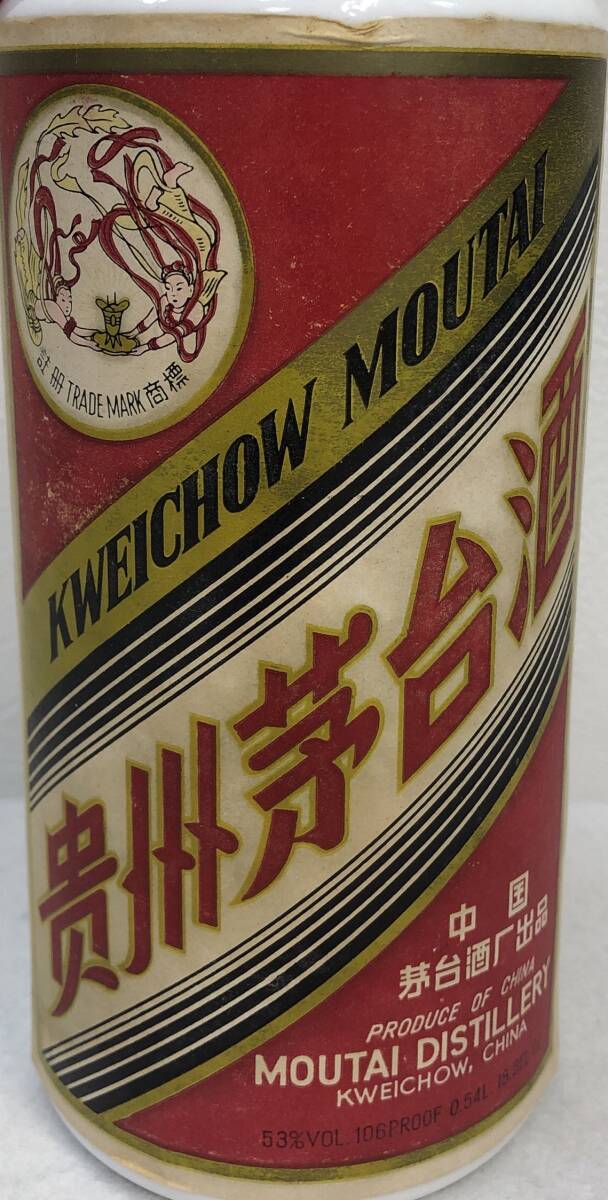 註册 TRADE MARK 商標
KWEICHOW MOUTAI
贵州茅台酒
中国
茅台酒厂出品
PRODUCE OF CHINA
MOUTAI DISTILLERY
KWEICHOW, CHINA
53%VOL. 106PROOF 0.54L